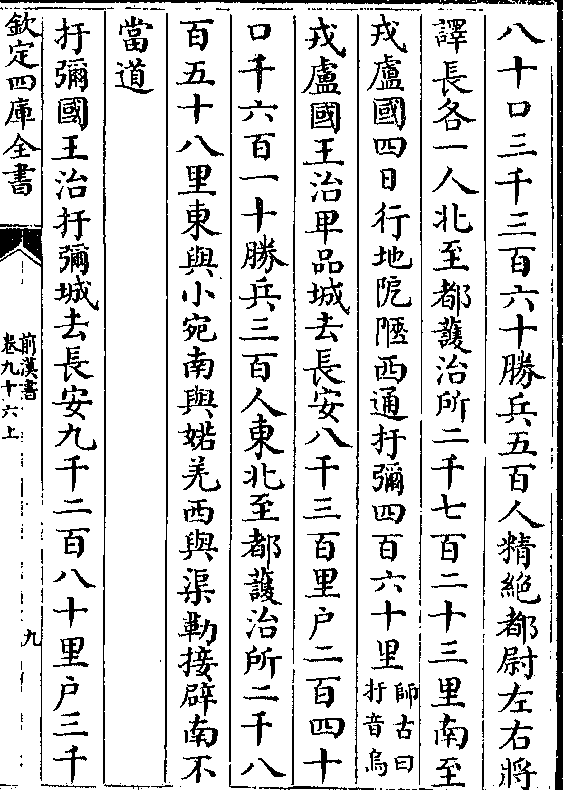 八十口三千三百六十勝兵五百人精絶都尉左右將
譯長各一人北至都護治所二千七百二十三里南至
戎盧國四日行地阸陿西通扜彌四百六十里師古曰
扜音烏
戎盧國王治卑品城去長安八千三百里户二百四十
口千六百一十勝兵三百人東北至都護治所二千八
百五十八里東與小宛南與婼羌西與渠勒接辟南不
當道
扜彌國王治扜彌城去長安九千二百八十里户三千
欽定四庫全書
前漢書
卷九十六上
九